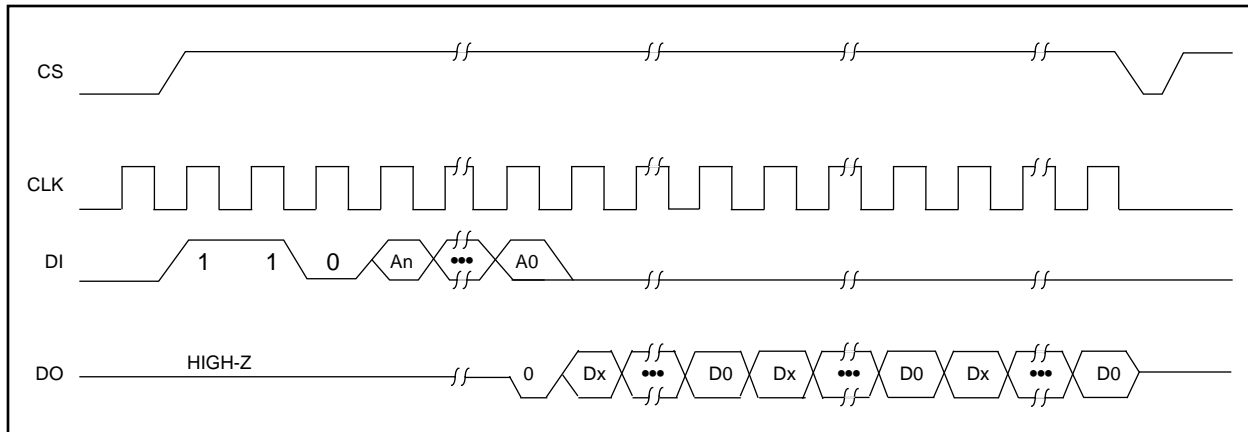 CS
CLK
DI 1 1 0 An ••• A0
HIGH-Z
DO 0 Dx ••• D0 Dx ••• D0 Dx ••• D0